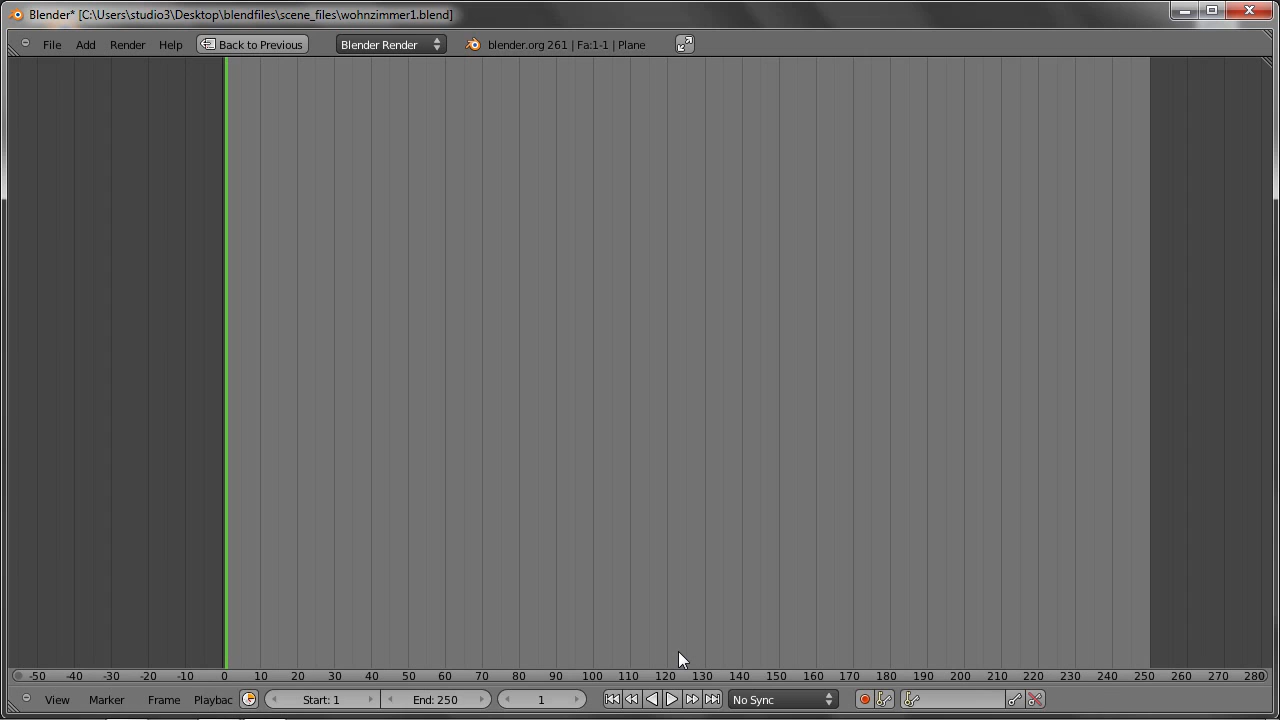 Blender* [C:\Users\studio3\Desktop\blendfiles\scene_files\wohnzimmer1.blend]
File Add Render Help Back to Previous Blender Render blender.org 261 | Fa:1-1 | Plane
-50 -40 -30 -20 -10 0 10 20 30 40 50 60 70 80 90 100 110 120 130 140 150 160 170 180 190 200 210 220 230 240 250 260 270 280
View Marker Frame Playbac Start: 1 End: 250 1 No Sync